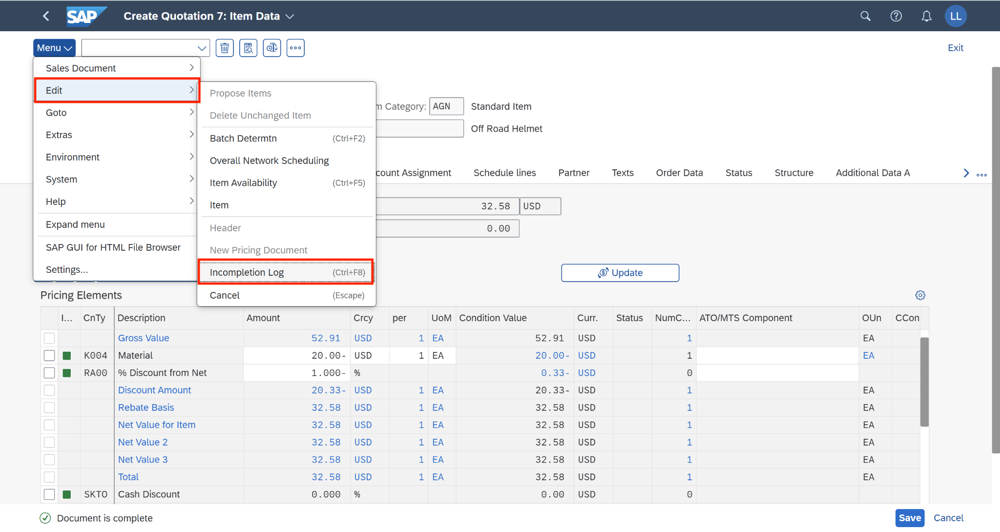 SAP Create Quotation 7: Item Data LL
Menu Exit
Sales Document
Edit
Goto
Extras
Environment
System
Help
Expand menu
SAP GUI for HTML File Browser
Settings...
Propose Items
Delete Unchanged Item
Batch Determtn (Ctrl+F2)
Overall Network Scheduling
Item Availability (Ctrl+F5)
Item
Header
New Pricing Document
Incompletion Log (Ctrl+F8)
Cancel (Escape)
m Category: AGN Standard Item
Off Road Helmet
count Assignment Schedule lines Partner Texts Order Data Status Structure Additional Data A
32.58 USD
0.00
Update
Pricing Elements
I... CnTy Description Amount Crcy per UoM Condition Value Curr. Status NumC... ATO/MTS Component OUn CCon
Gross Value 52.91 USD 1 EA 52.91 USD 1 EA
K004 Material 20.00- USD 1 EA 20.00- USD 1 EA
RA00 % Discount from Net 1.000- % 0.33- USD 0
Discount Amount 20.33- USD 1 EA 20.33- USD 1 EA
Rebate Basis 32.58 USD 1 EA 32.58 USD 1 EA
Net Value for Item 32.58 USD 1 EA 32.58 USD 1 EA
Net Value 2 32.58 USD 1 EA 32.58 USD 1 EA
Net Value 3 32.58 USD 1 EA 32.58 USD 1 EA
Total 32.58 USD 1 EA 32.58 USD 1 EA
SKTO Cash Discount 0.000 % 0.00 USD 0
Document is complete Save Cancel